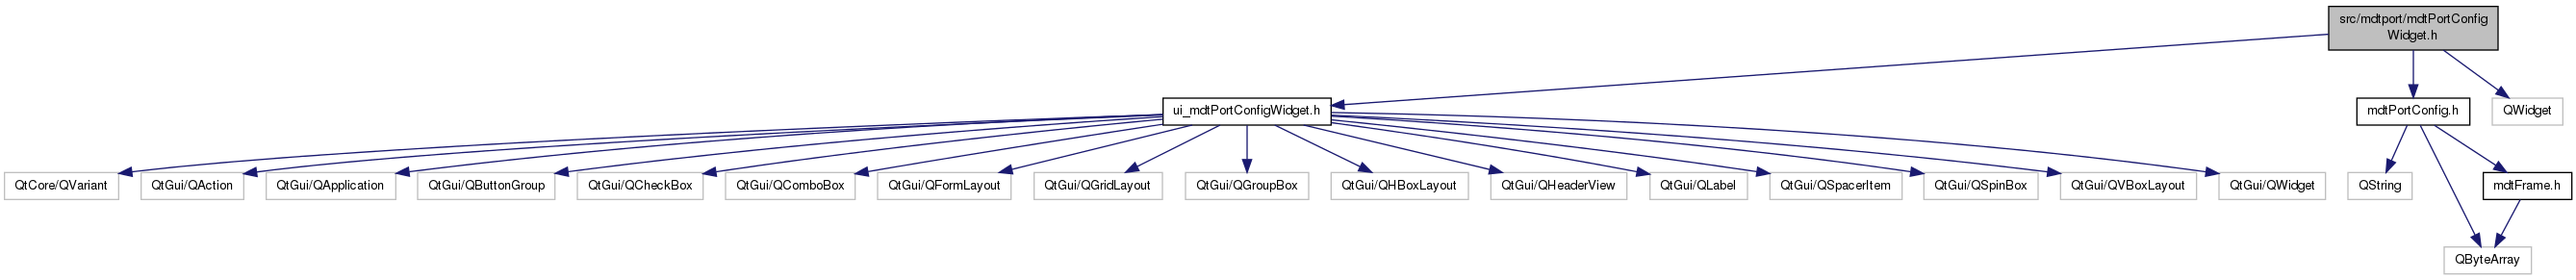 src/mdtport/mdtPortConfig
Widget.h
ui_mdtPortConfigWidget.h
mdtPortConfig.h
QWidget
QtCore/QVariant
QtGui/QAction
QtGui/QApplication
QtGui/QButtonGroup
QtGui/QCheckBox
QtGui/QComboBox
QtGui/QFormLayout
QtGui/QGridLayout
QtGui/QGroupBox
QtGui/QHBoxLayout
QtGui/QHeaderView
QtGui/QLabel
QtGui/QSpacerItem
QtGui/QSpinBox
QtGui/QVBoxLayout
QtGui/QWidget
QString
mdtFrame.h
QByteArray